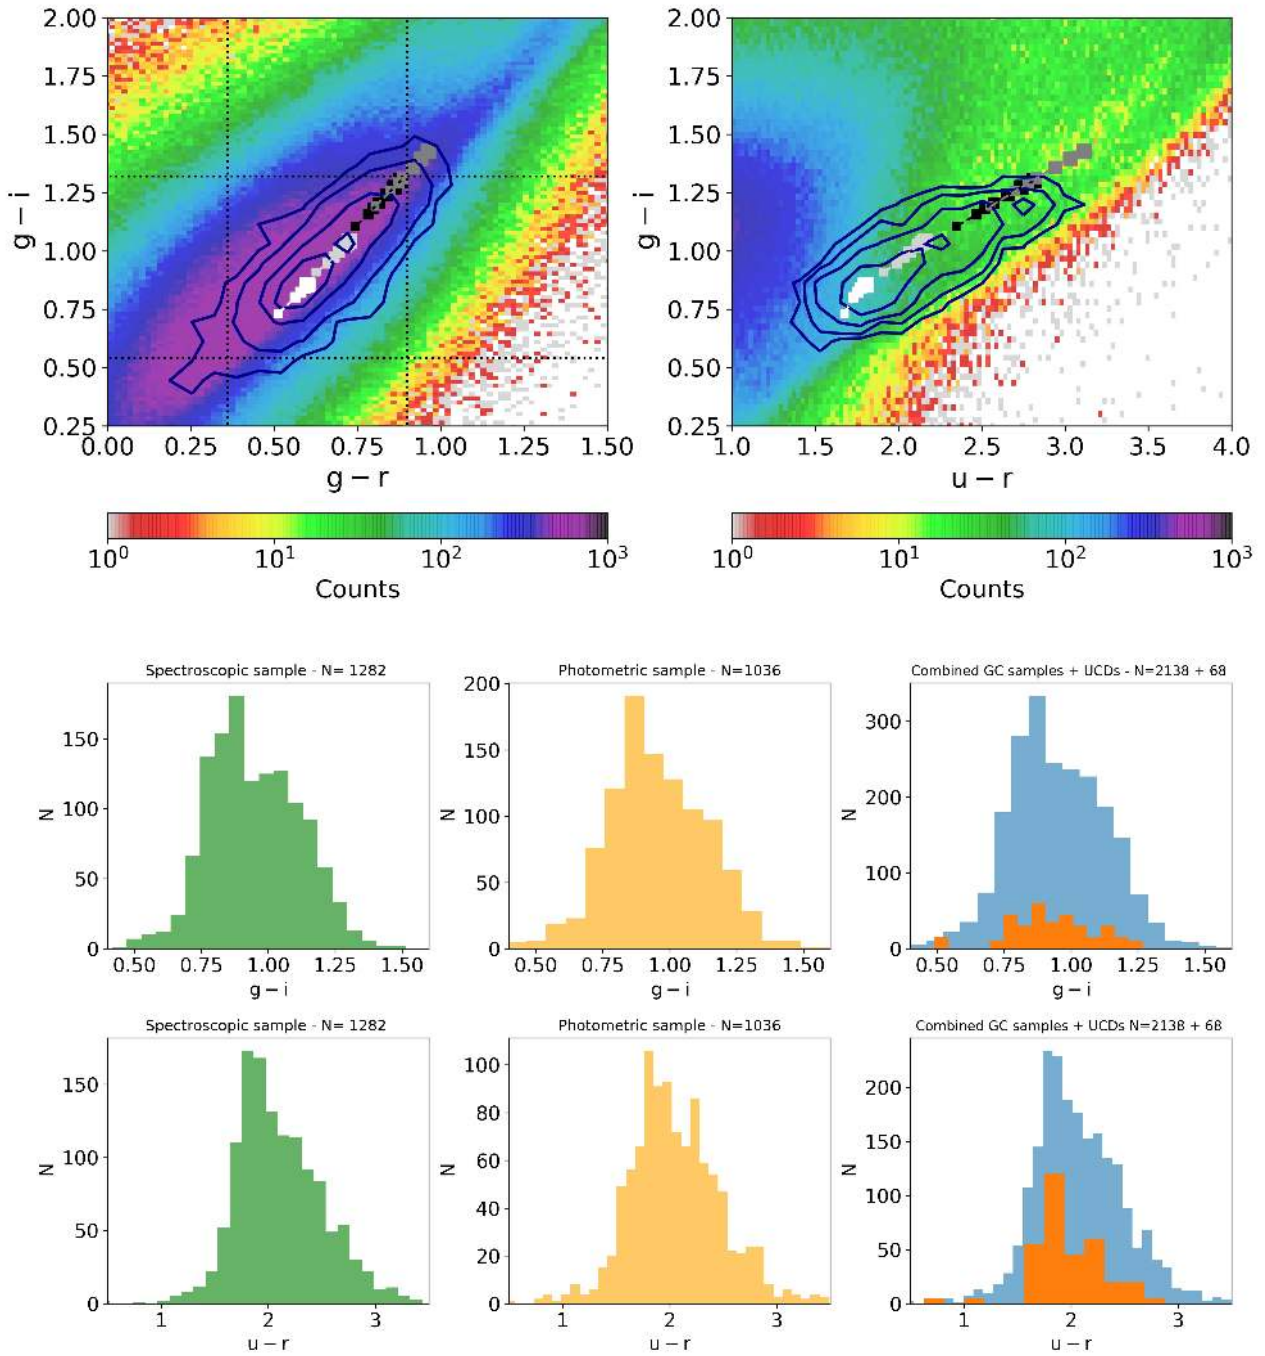 2.00
1.75
1.50
1.25
1.00
0.75
0.50
0.25
g − i
0.00 0.25 0.50 0.75 1.00 1.25 1.50
g − r
2.00
1.75
1.50
1.25
1.00
0.75
0.50
0.25
g − i
1.0 1.5 2.0 2.5 3.0 3.5 4.0
u − r
10⁰ 10¹ 10² 10³
Counts
10⁰ 10¹ 10² 10³
Counts
Spectroscopic sample - N= 1282
150
100
50
0
N
0.50 0.75 1.00 1.25 1.50
g − i
Photometric sample - N=1036
200
150
100
50
0
N
0.50 0.75 1.00 1.25 1.50
g − i
Combined GC samples + UCDs - N=2138 + 68
300
200
100
0
N
0.50 0.75 1.00 1.25 1.50
g − i
Spectroscopic sample - N= 1282
150
100
50
0
N
1 2 3
u − r
Photometric sample - N=1036
100
80
60
40
20
0
N
1 2 3
u − r
Combined GC samples + UCDs N=2138 + 68
200
150
100
50
0
N
1 2 3
u − r